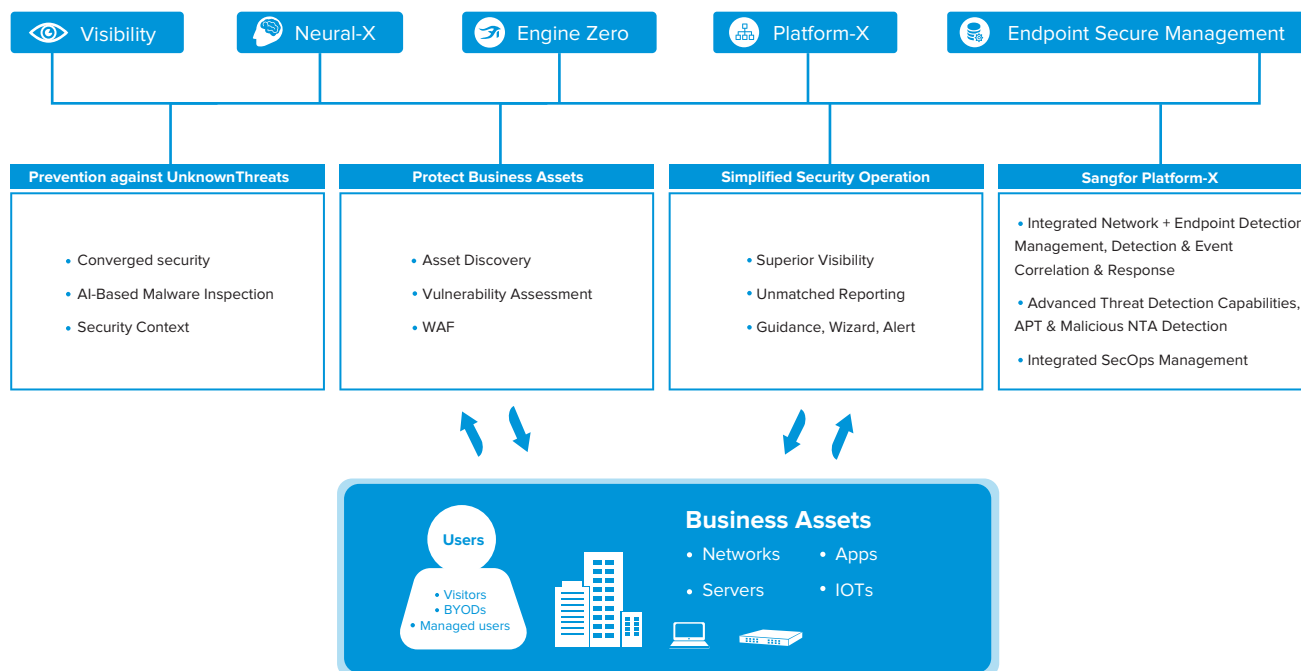 Visibility
Neural-X
Engine Zero
Platform-X
Endpoint Secure Management
Prevention against UnknownThreats
• Converged security
• AI-Based Malware Inspection
• Security Context
Protect Business Assets
• Asset Discovery
• Vulnerability Assessment
• WAF
Simplified Security Operation
• Superior Visibility
• Unmatched Reporting
• Guidance, Wizard, Alert
Sangfor Platform-X
• Integrated Network + Endpoint Detection
Management, Detection & Event
Correlation & Response
• Advanced Threat Detection Capabilities,
APT & Malicious NTA Detection
• Integrated SecOps Management
Users
• Visitors
• BYODs
• Managed users
Business Assets
• Networks
• Apps
• Servers
• IOTs